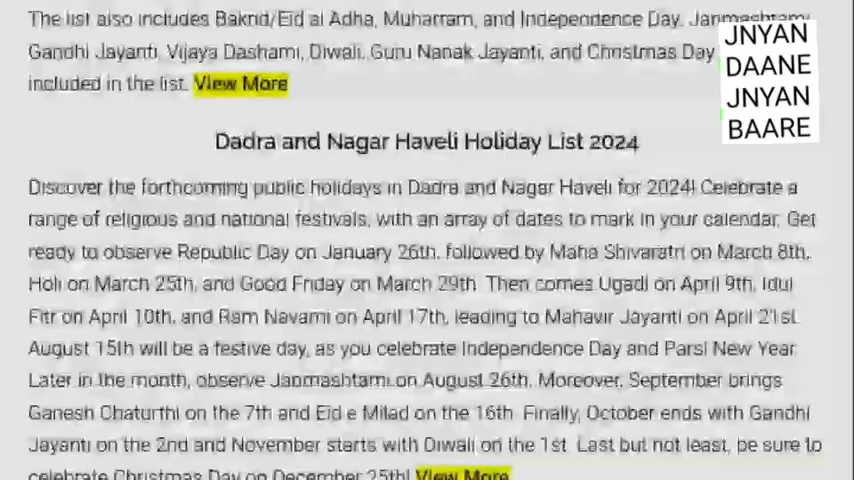 The list also includes Bakrid/Eid al Adha, Muharram, and Independence Day. Janmashtami,
Gandhi Jayanti, Vijaya Dashami, Diwali, Guru Nanak Jayanti, and Christmas Day
included in the list. View More
JNYAN
DAANE
JNYAN
BAARE
Dadra and Nagar Haveli Holiday List 2024
Discover the forthcoming public holidays in Dadra and Nagar Haveli for 2024! Celebrate a
range of religious and national festivals, with an array of dates to mark in your calendar. Get
ready to observe Republic Day on January 26th, followed by Maha Shivaratri on March 8th,
Holi on March 25th, and Good Friday on March 29th. Then comes Ugadi on April 9th, Idul
Fitr on April 10th, and Ram Navami on April 17th, leading to Mahavir Jayanti on April 21st.
August 15th will be a festive day, as you celebrate Independence Day and Parsi New Year.
Later in the month, observe Janmashtami on August 26th. Moreover, September brings
Ganesh Chaturthi on the 7th and Eid e Milad on the 16th. Finally, October ends with Gandhi
Jayanti on the 2nd and November starts with Diwali on the 1st. Last but not least, be sure to
celebrate Christmas Day on December 25th! View More